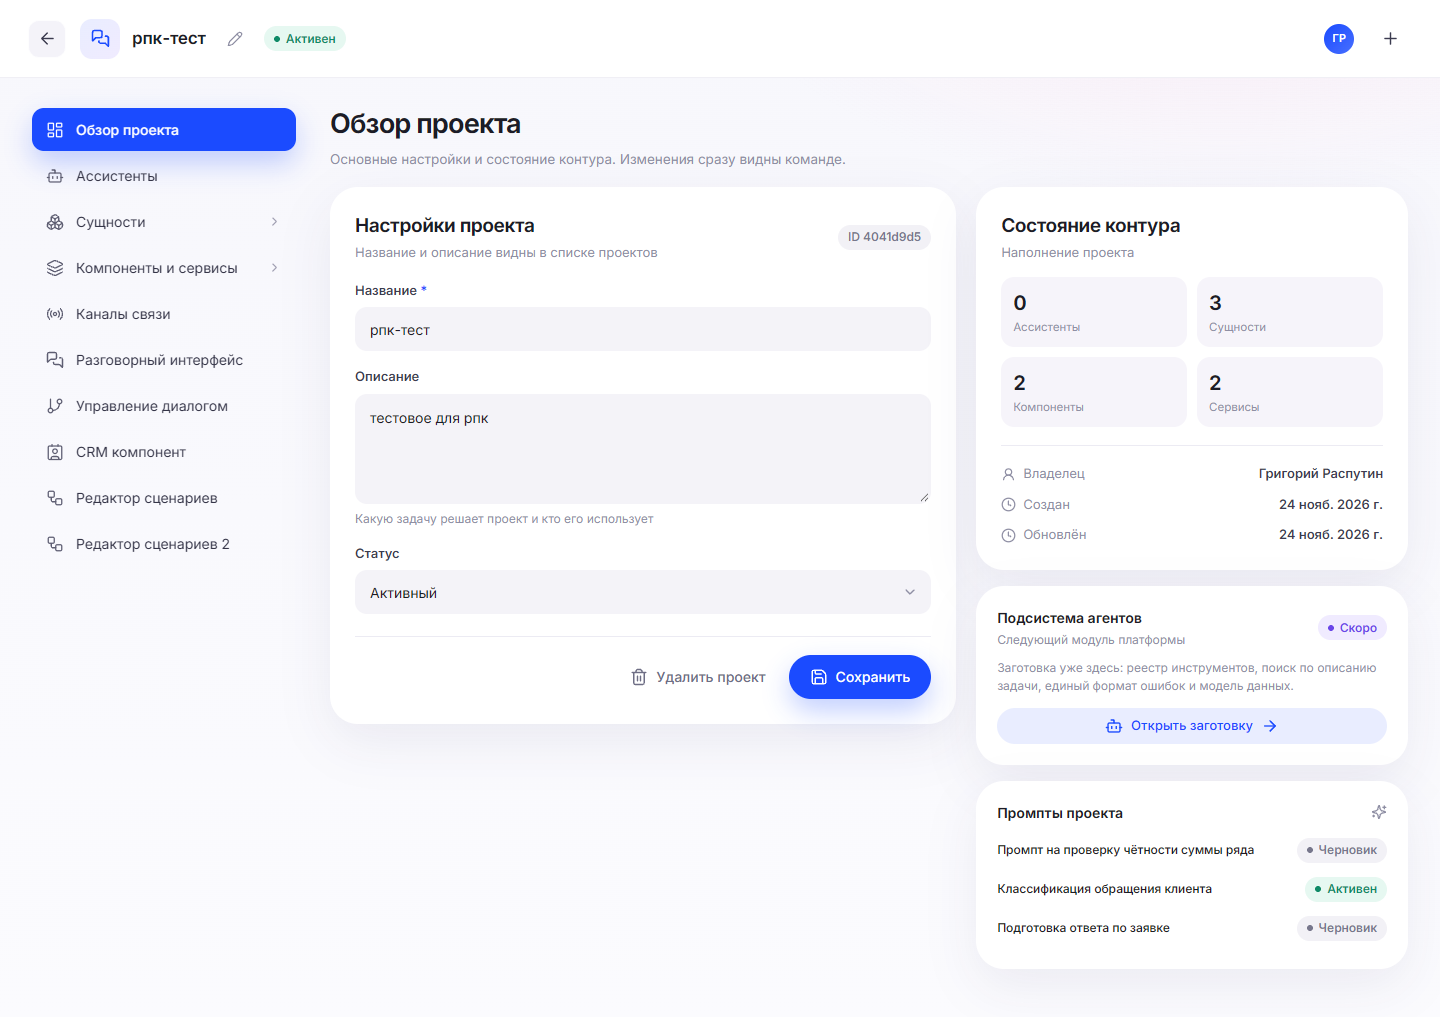 рпк-тест
Активен
ГР
Обзор проекта
Ассистенты
Сущности
Компоненты и сервисы
Каналы связи
Разговорный интерфейс
Управление диалогом
CRM компонент
Редактор сценариев
Редактор сценариев 2
Обзор проекта
Основные настройки и состояние контура. Изменения сразу видны команде.
Настройки проекта
Название и описание видны в списке проектов
ID 4041d9d5
Название *
рпк-тест
Описание
тестовое для рпк
Какую задачу решает проект и кто его использует
Статус
Активный
Удалить проект
Сохранить
Состояние контура
Наполнение проекта
0
Ассистенты
3
Сущности
2
Компоненты
2
Сервисы
Владелец
Григорий Распутин
Создан
24 нояб. 2026 г.
Обновлён
24 нояб. 2026 г.
Подсистема агентов
Следующий модуль платформы
Скоро
Заготовка уже здесь: реестр инструментов, поиск по описанию
задачи, единый формат ошибок и модель данных.
Открыть заготовку
Промпты проекта
Промпт на проверку чётности суммы ряда
Черновик
Классификация обращения клиента
Активен
Подготовка ответа по заявке
Черновик